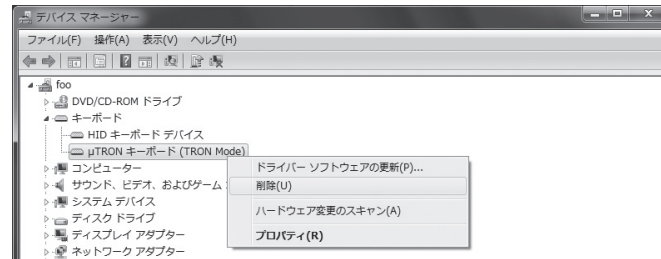 デバイス マネージャー
ファイル(F) 操作(A) 表示(V) ヘルプ(H)
foo
DVD/CD-ROM ドライブ
キーボード
HID キーボード デバイス
μTRON キーボード (TRON Mode)
コンピューター
サウンド、ビデオ、およびゲーム
システム デバイス
ディスク ドライブ
ディスプレイ アダプター
ネットワーク アダプター
ドライバー ソフトウェアの更新(P)...
削除(U)
ハードウェア変更のスキャン(A)
プロパティ(R)